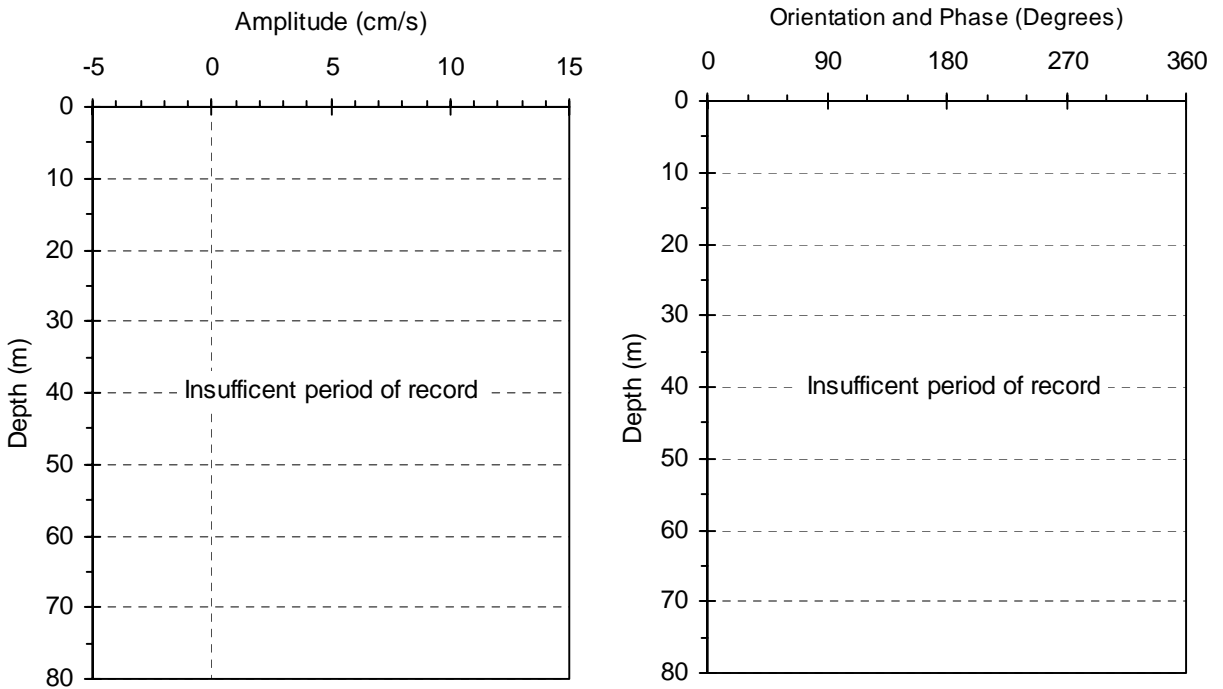 Amplitude (cm/s)
-5 0 5 10 15
0
10
20
30
40
50
60
70
80
Depth (m)
Insufficent period of record
Orientation and Phase (Degrees)
0 90 180 270 360
0
10
20
30
40
50
60
70
80
Depth (m)
Insufficent period of record